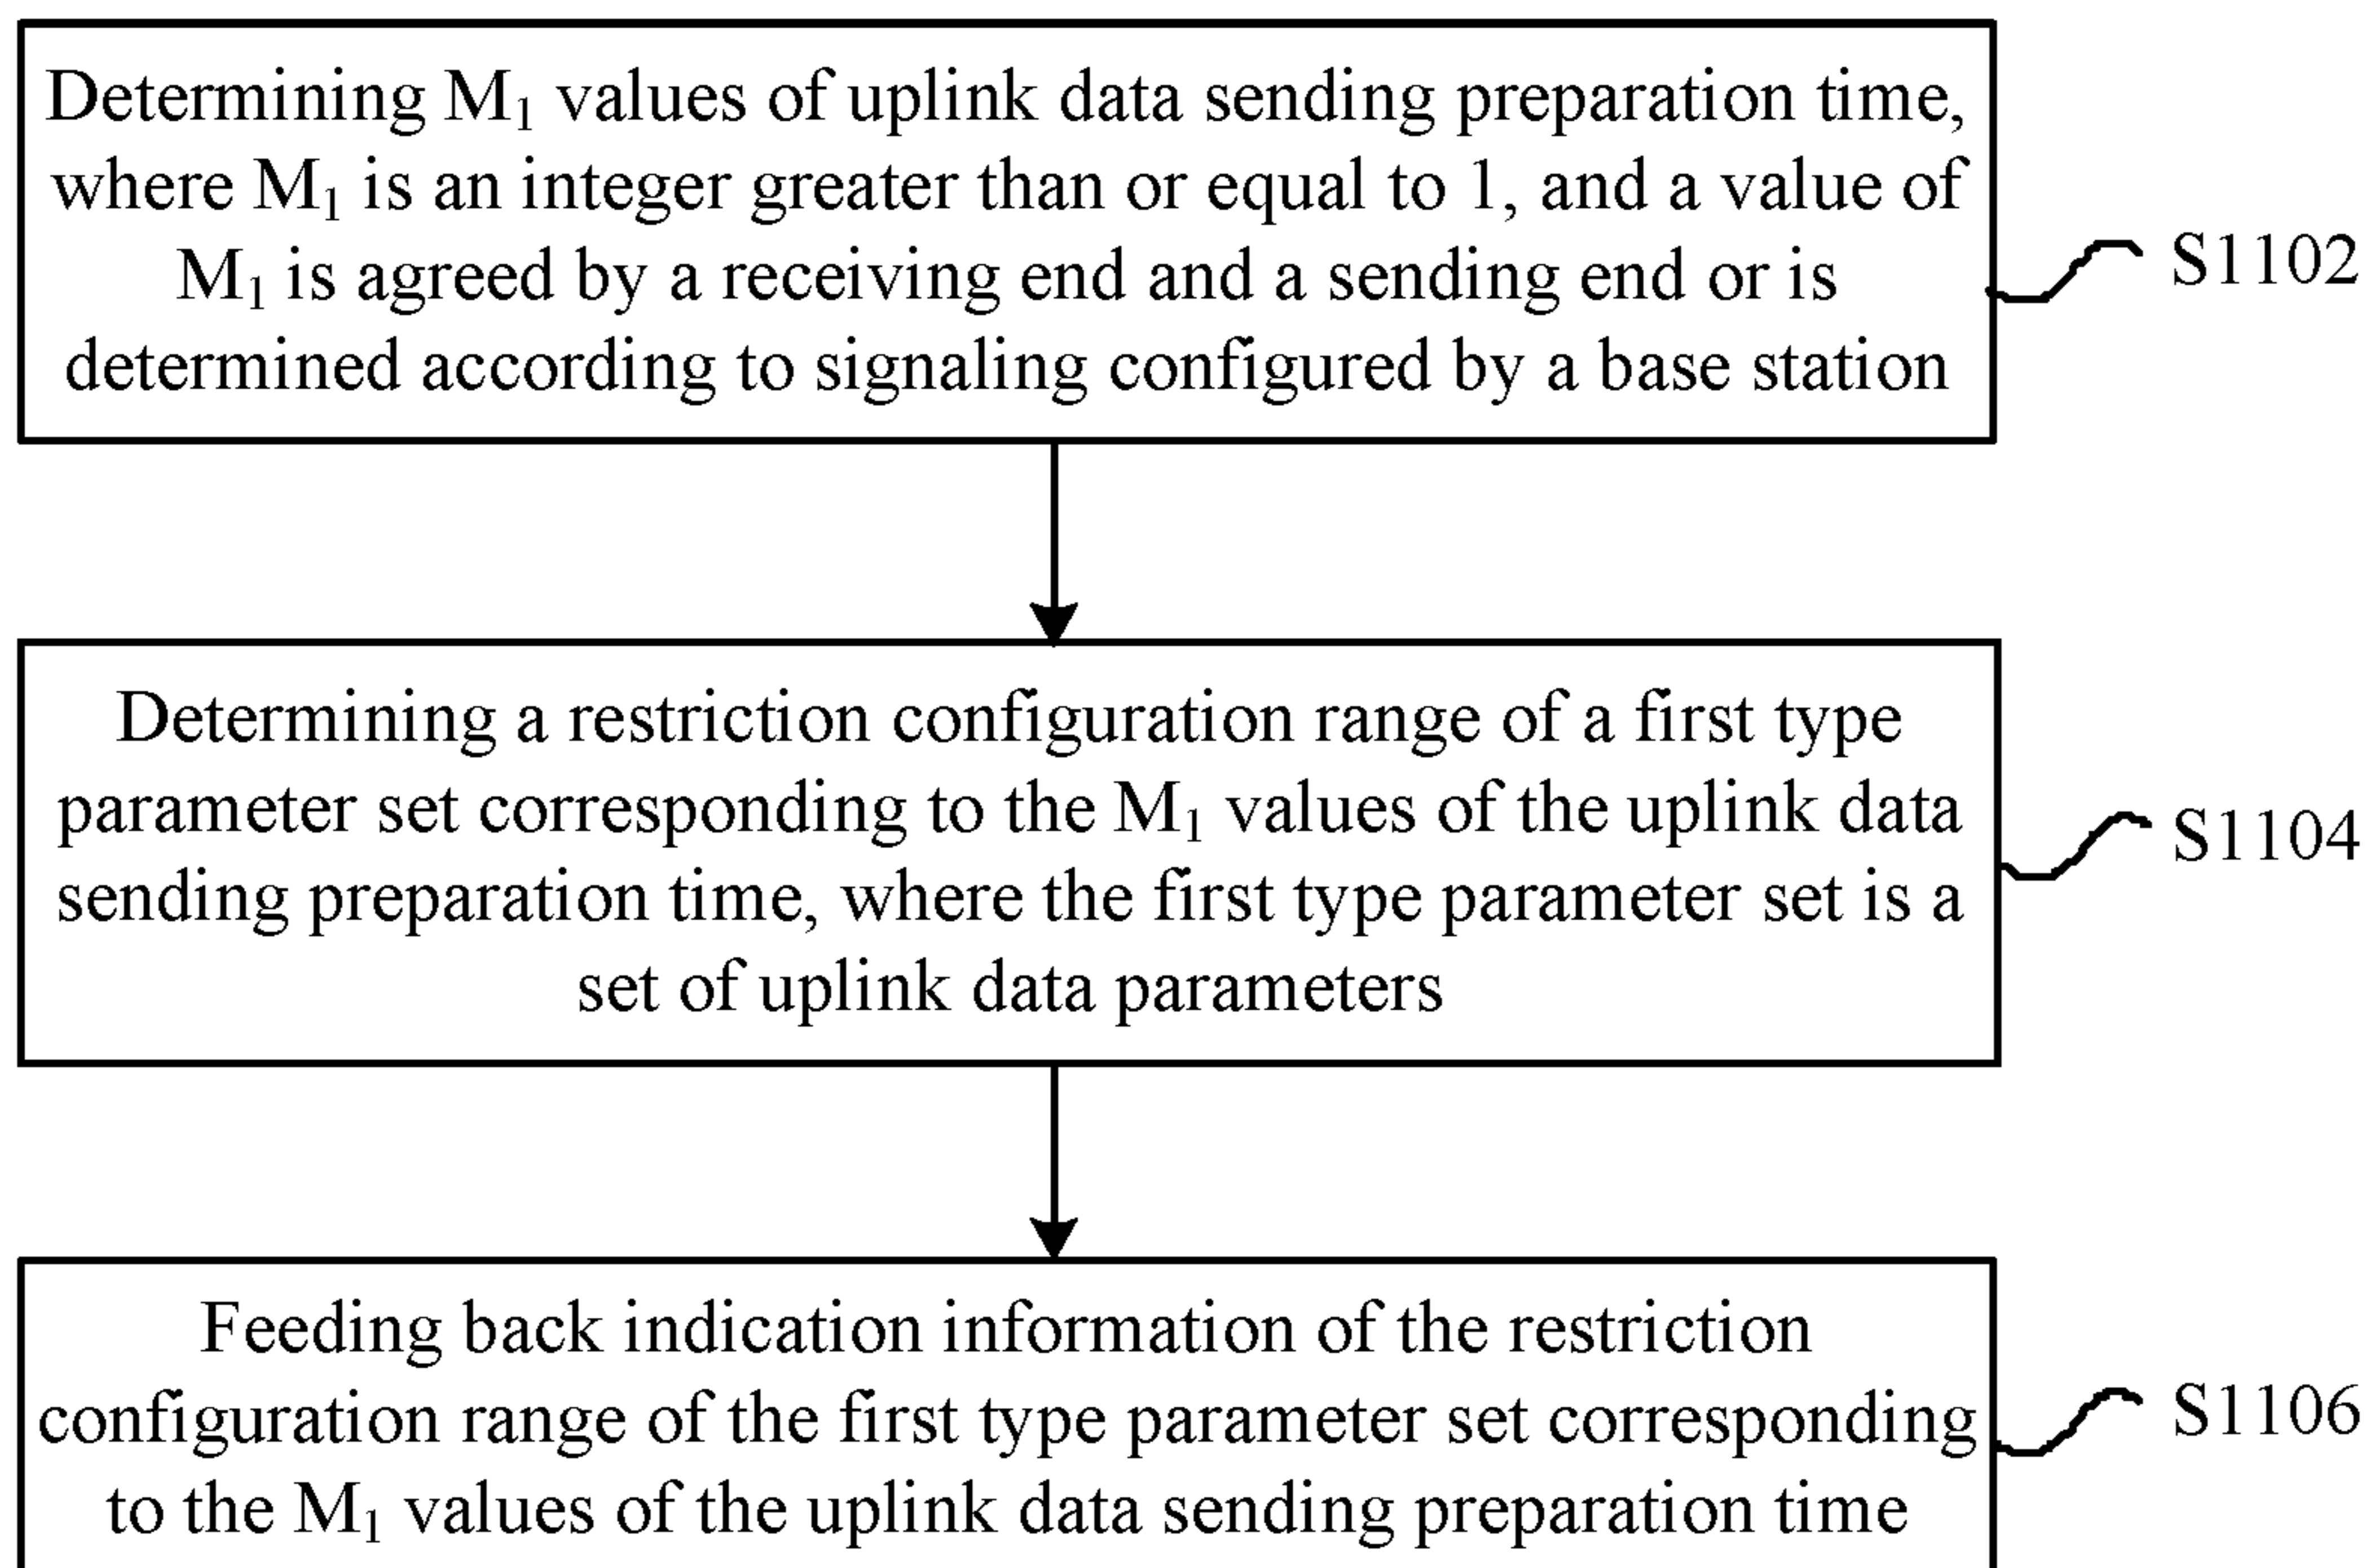 Determining M₁ values of uplink data sending preparation time,
where M₁ is an integer greater than or equal to 1, and a value of
M₁ is agreed by a receiving end and a sending end or is
determined according to signaling configured by a base station
S1102
Determining a restriction configuration range of a first type
parameter set corresponding to the M₁ values of the uplink data
sending preparation time, where the first type parameter set is a
set of uplink data parameters
S1104
Feeding back indication information of the restriction
configuration range of the first type parameter set corresponding
to the M₁ values of the uplink data sending preparation time
S1106